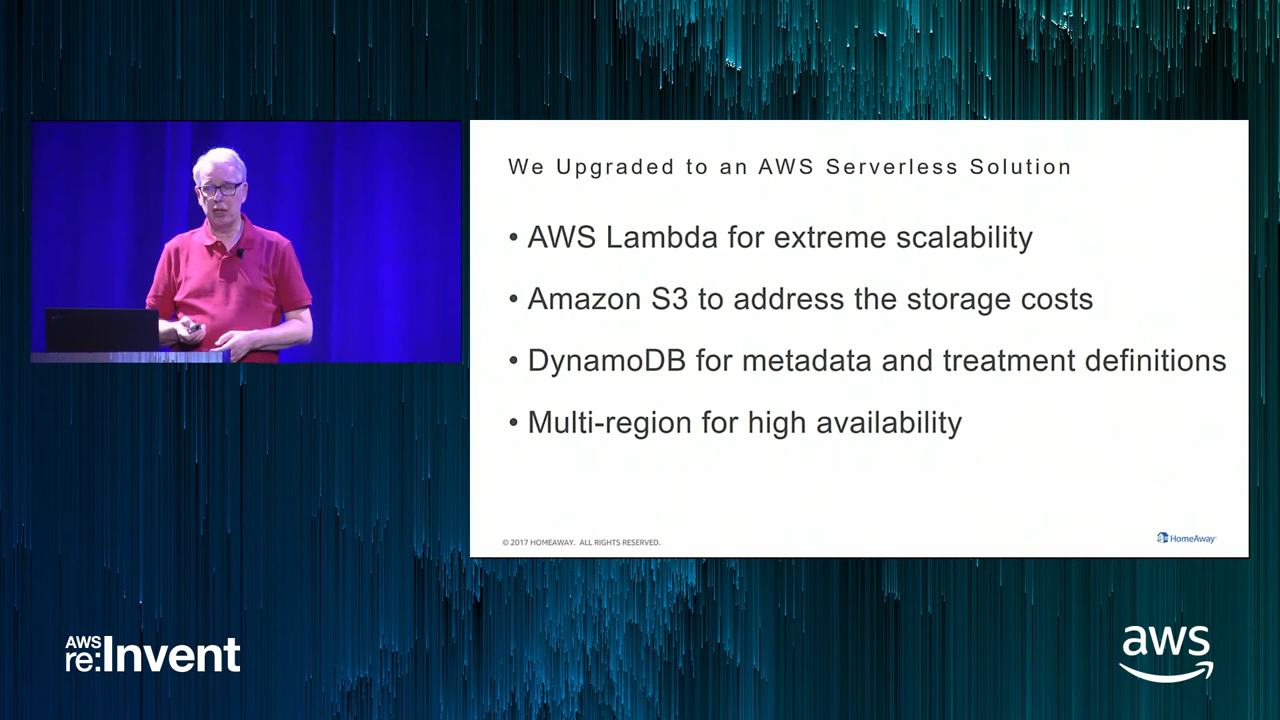 We Upgraded to an AWS Serverless Solution
• AWS Lambda for extreme scalability
• Amazon S3 to address the storage costs
• DynamoDB for metadata and treatment definitions
• Multi-region for high availability
© 2017 HOMEAWAY. ALL RIGHTS RESERVED.
HomeAway
AWS
re:Invent
aws